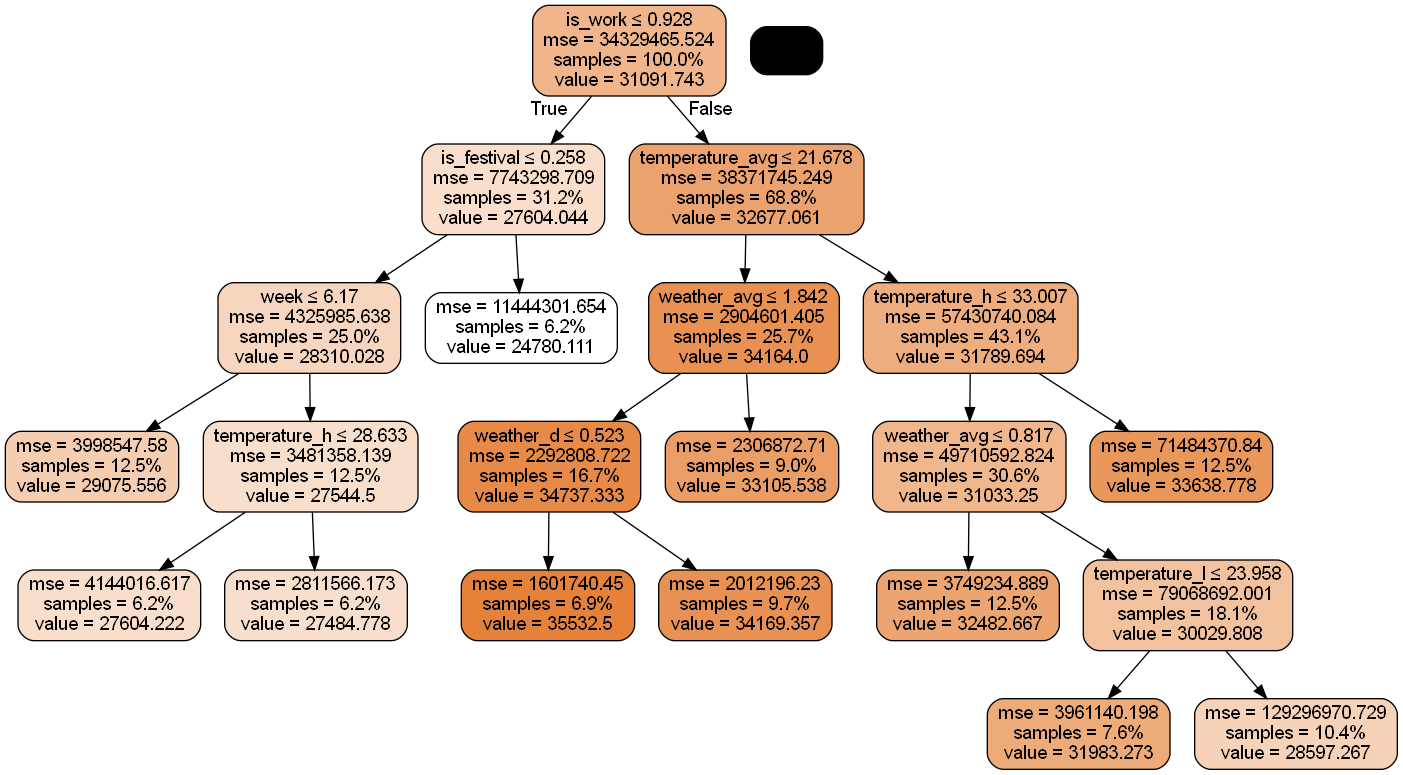 is_work ≤ 0.928
mse = 34329465.524
samples = 100.0%
value = 31091.743
True
False
is_festival ≤ 0.258
mse = 7743298.709
samples = 31.2%
value = 27604.044
temperature_avg ≤ 21.678
mse = 38371745.249
samples = 68.8%
value = 32677.061
week ≤ 6.17
mse = 4325985.638
samples = 25.0%
value = 28310.028
mse = 11444301.654
samples = 6.2%
value = 24780.111
weather_avg ≤ 1.842
mse = 2904601.405
samples = 25.7%
value = 34164.0
temperature_h ≤ 33.007
mse = 57430740.084
samples = 43.1%
value = 31789.694
mse = 3998547.58
samples = 12.5%
value = 29075.556
temperature_h ≤ 28.633
mse = 3481358.139
samples = 12.5%
value = 27544.5
weather_d ≤ 0.523
mse = 2292808.722
samples = 16.7%
value = 34737.333
mse = 2306872.71
samples = 9.0%
value = 33105.538
weather_avg ≤ 0.817
mse = 49710592.824
samples = 30.6%
value = 31033.25
mse = 71484370.84
samples = 12.5%
value = 33638.778
mse = 4144016.617
samples = 6.2%
value = 27604.222
mse = 2811566.173
samples = 6.2%
value = 27484.778
mse = 1601740.45
samples = 6.9%
value = 35532.5
mse = 2012196.23
samples = 9.7%
value = 34169.357
mse = 3749234.889
samples = 12.5%
value = 32482.667
temperature_l ≤ 23.958
mse = 79068692.001
samples = 18.1%
value = 30029.808
mse = 3961140.198
samples = 7.6%
value = 31983.273
mse = 129296970.729
samples = 10.4%
value = 28597.267